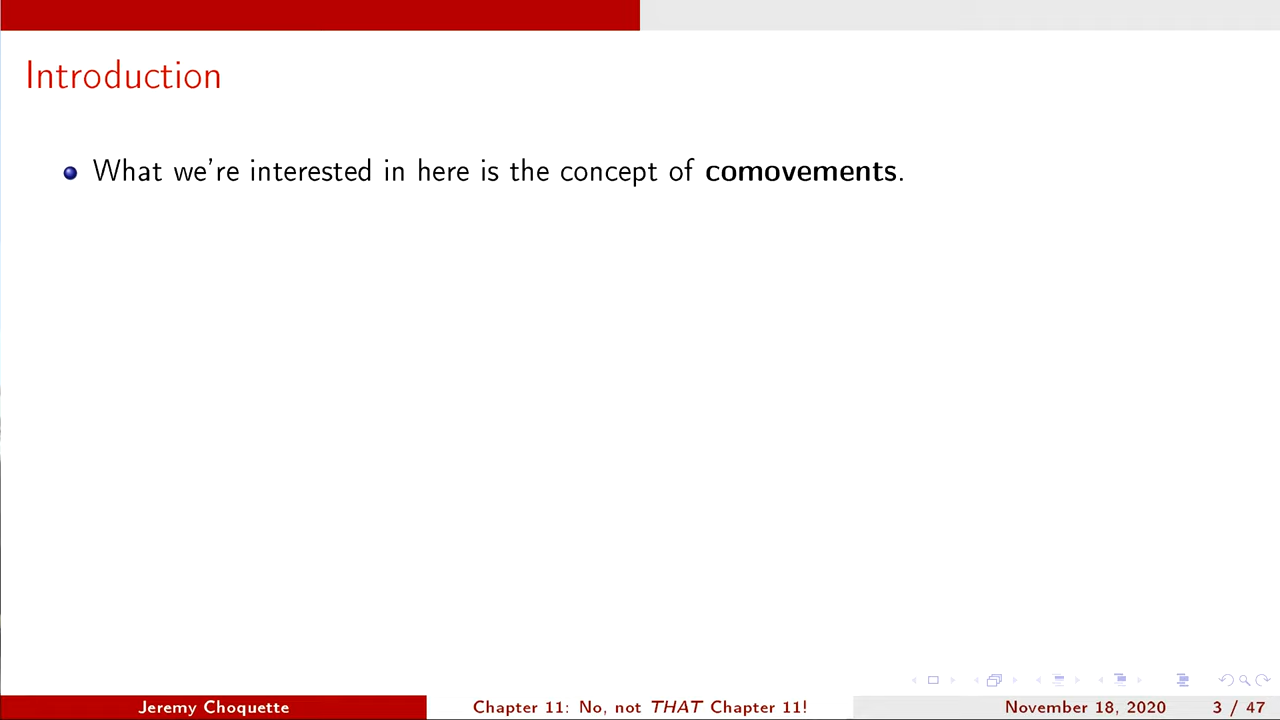 Introduction
What we're interested in here is the concept of comovements.
Jeremy Choquette
Chapter 11: No, not THAT Chapter 11!
November 18, 2020
3 / 47